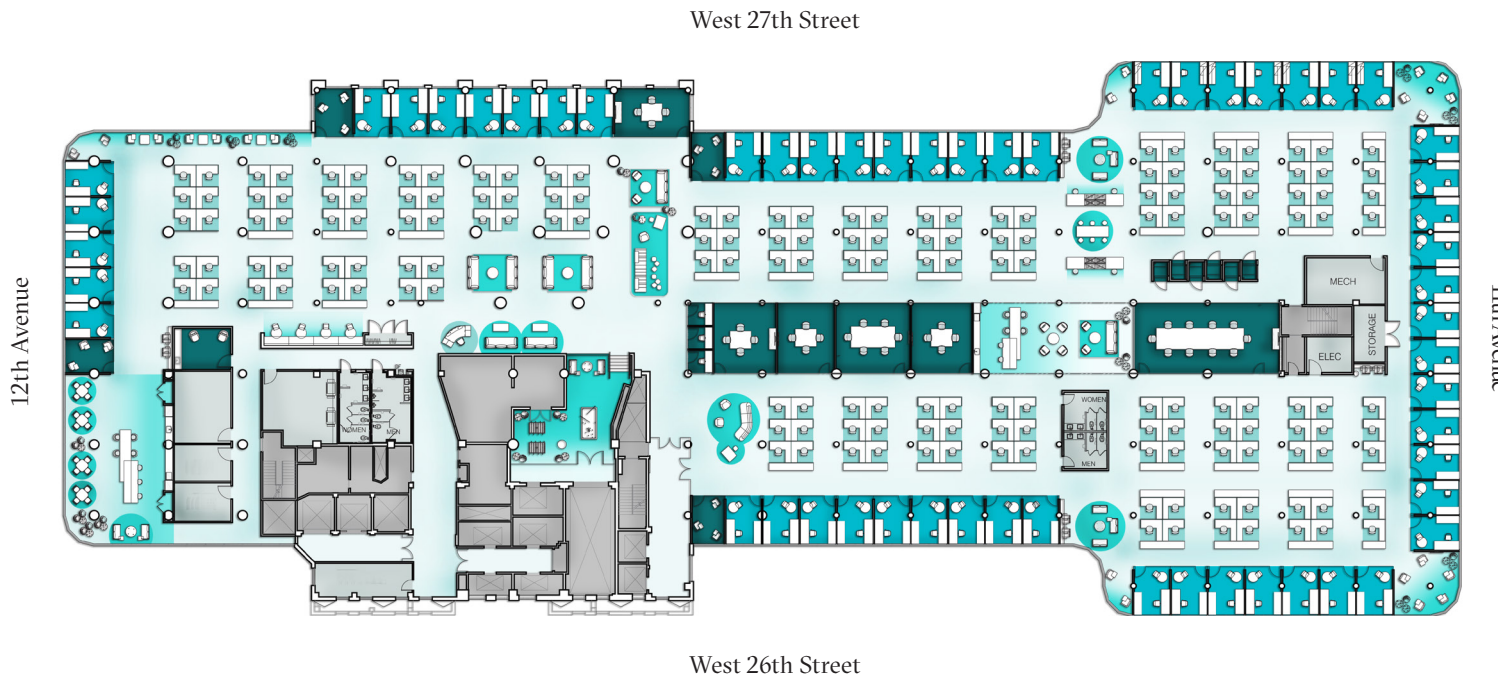 West 27th Street
12th Avenue
MECH
STORAGE
ELEC
WOMEN
MEN
WOMEN
MEN
West 26th Street